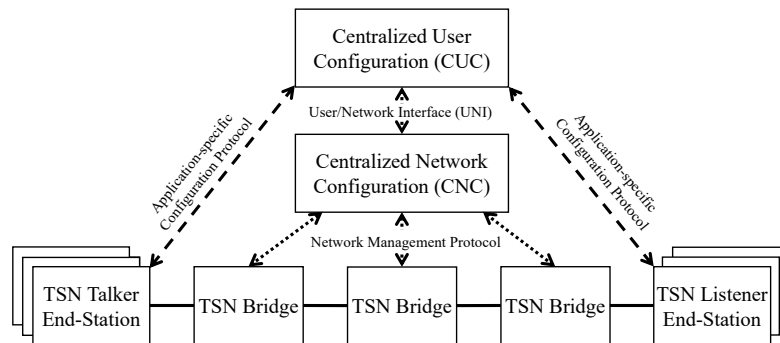 Centralized User
Configuration (CUC)
User/Network Interface (UNI)
Application-specific
Configuration Protocol
Application-specific
Configuration Protocol
Centralized Network
Configuration (CNC)
Network Management Protocol
TSN Talker
End-Station
TSN Bridge
TSN Bridge
TSN Bridge
TSN Listener
End-Station